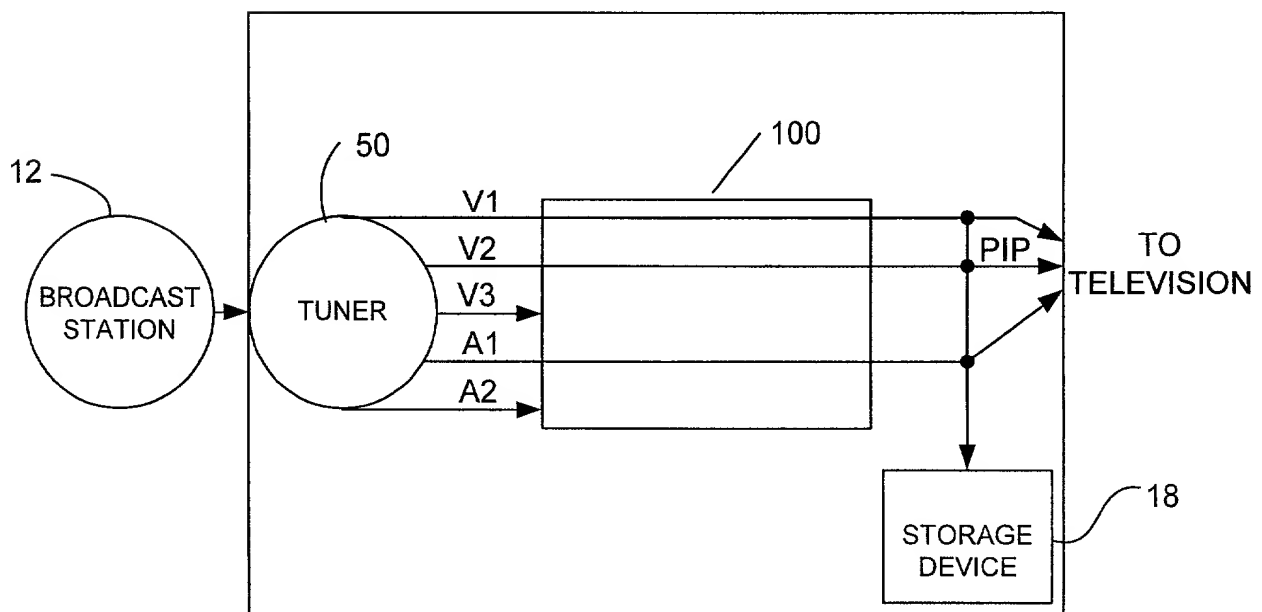 100
50
12
V1
V2
PIP
TO
TELEVISION
BROADCAST
STATION
TUNER
V3
A1
A2
18
STORAGE
DEVICE